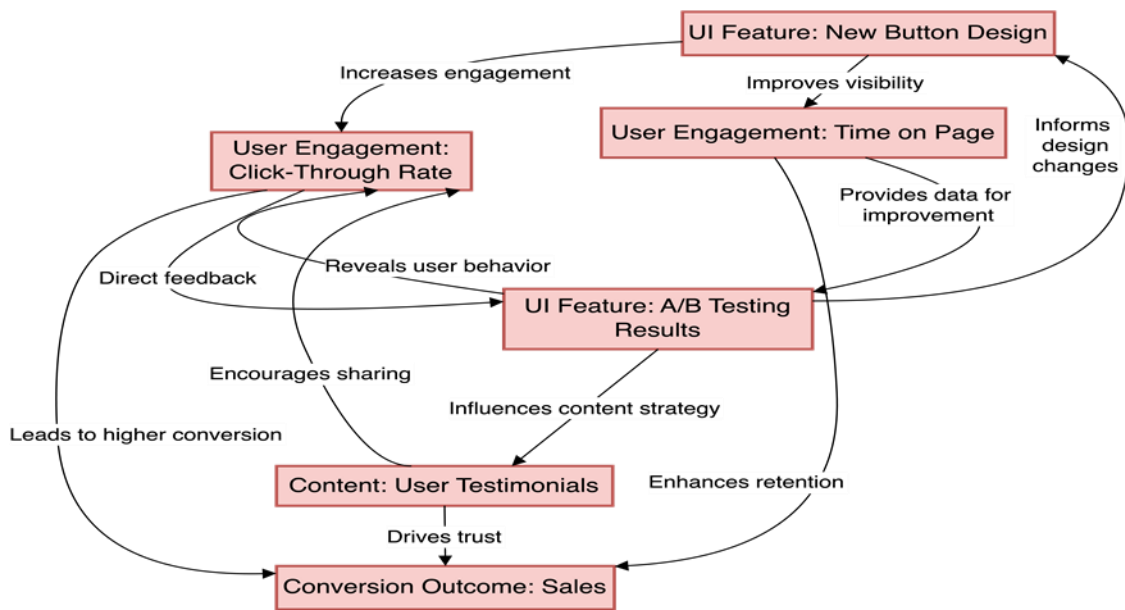 UI Feature: New Button Design
Increases engagement
Improves visibility
User Engagement: Time on Page
Informs
design
changes
User Engagement:
Click-Through Rate
Provides data for
improvement
Direct feedback
Reveals user behavior
UI Feature: A/B Testing
Results
Encourages sharing
Influences content strategy
Leads to higher conversion
Content: User Testimonials
Enhances retention
Drives trust
Conversion Outcome: Sales